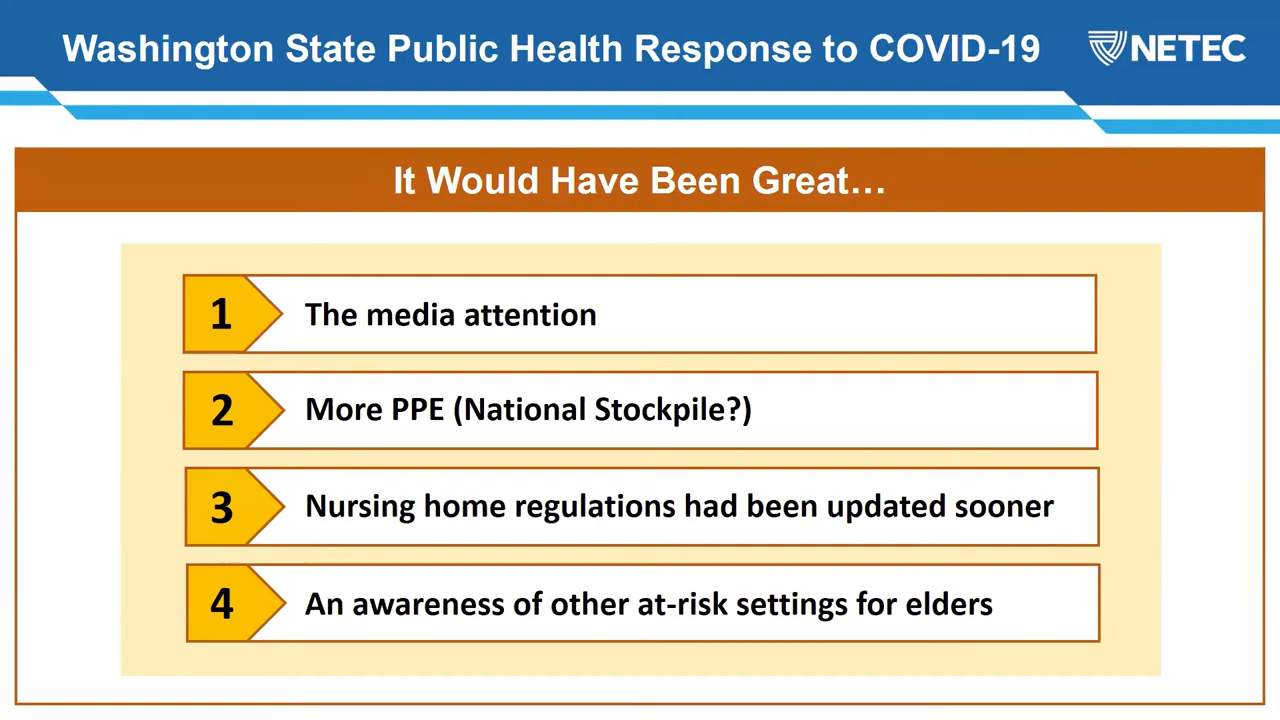 Washington State Public Health Response to COVID-19
NETEC
It Would Have Been Great…
1 The media attention
2 More PPE (National Stockpile?)
3 Nursing home regulations had been updated sooner
4 An awareness of other at-risk settings for elders